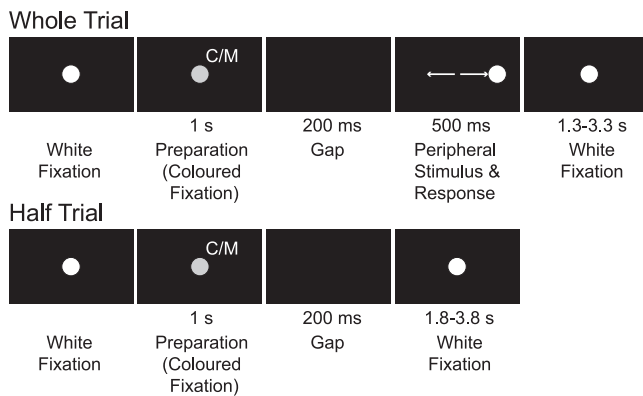 Whole Trial
C/M
1 s 200 ms 500 ms 1.3-3.3 s
White Preparation Gap Peripheral White
Fixation (Coloured Stimulus & Fixation
Fixation) Response
Half Trial
C/M
1 s 200 ms 1.8-3.8 s
White Preparation Gap White
Fixation (Coloured Fixation
Fixation)